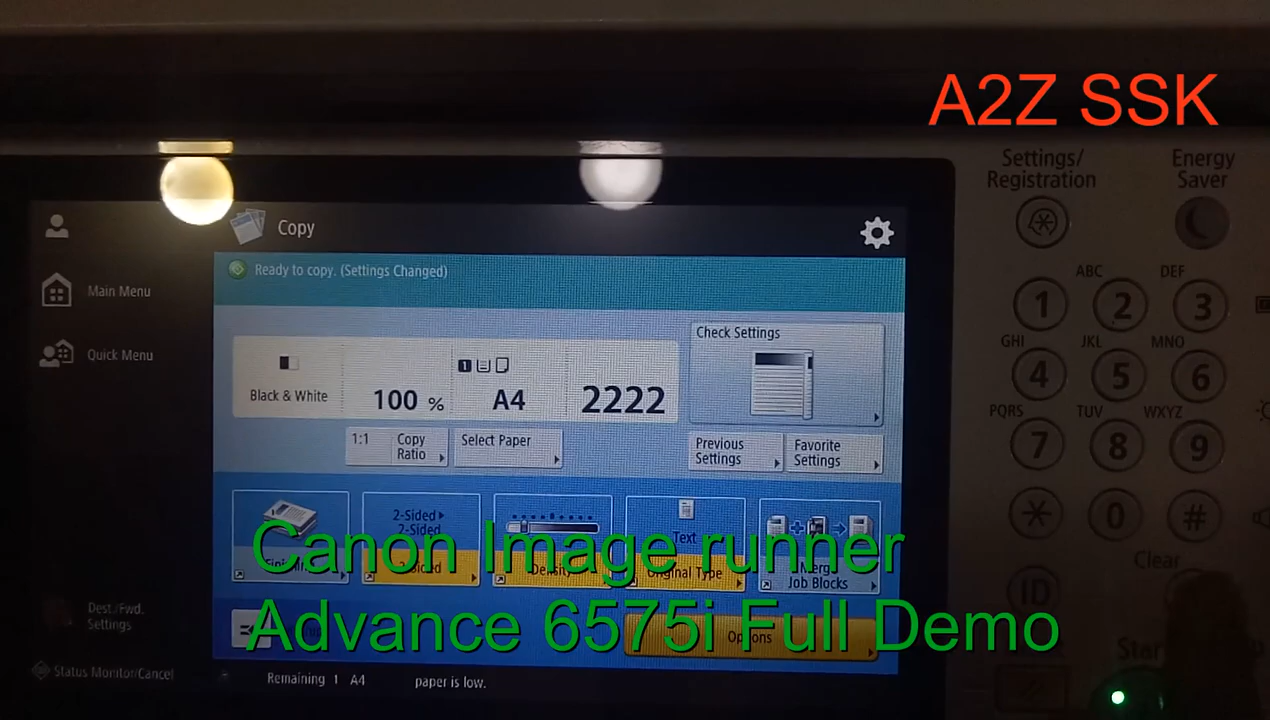 A2Z SSK
Settings/
Registration
Energy
Saver
Copy
Ready to copy. (Settings Changed)
Main Menu
Quick Menu
Check Settings
Black & White
100 %
1
A4
2222
1:1 Copy
Ratio
Select Paper
Previous
Settings
Favorite
Settings
ABC
DEF
1
2
3
GHI
JKL
MNO
4
5
6
PQRS
TUV
WXYZ
7
8
9
*
0
#
ID
Clear
2-Sided
2-Sided
2-Sided
Density
Text
Original Type
Merge
Job Blocks
Canon Image runner
Advance 6575i Full Demo
Options
Dest./Fwd.
Settings
Status Monitor/Cancel
Remaining 1 A4 paper is low.